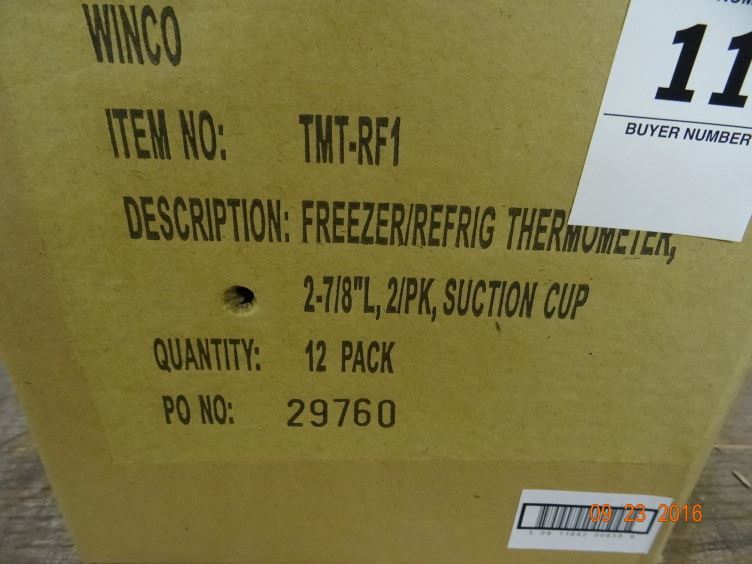 WINCO
11
ITEM NO: TMT-RF1
BUYER NUMBER
DESCRIPTION: FREEZER/REFRIG THERMOMETER,
2-7/8"L, 2/PK, SUCTION CUP
QUANTITY: 12 PACK
PO NO: 29760
09 23 2016